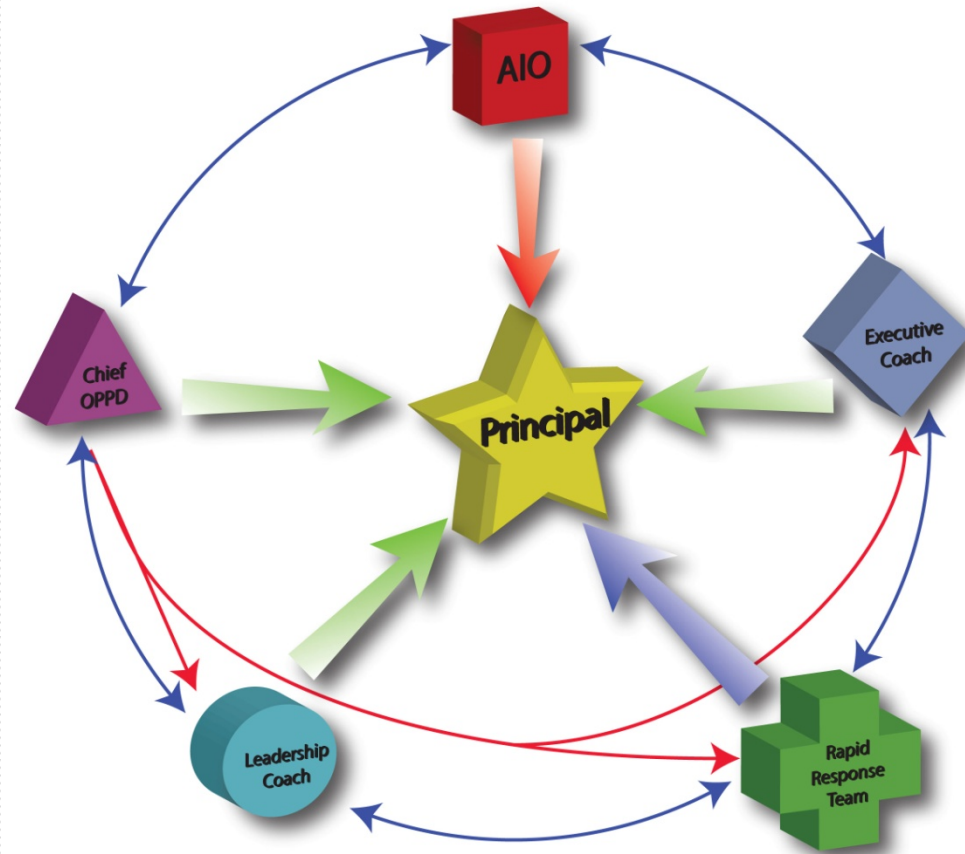 AIO
Executive
Coach
Chief
OPPD
Principal
Leadership
Coach
Rapid
Response
Team